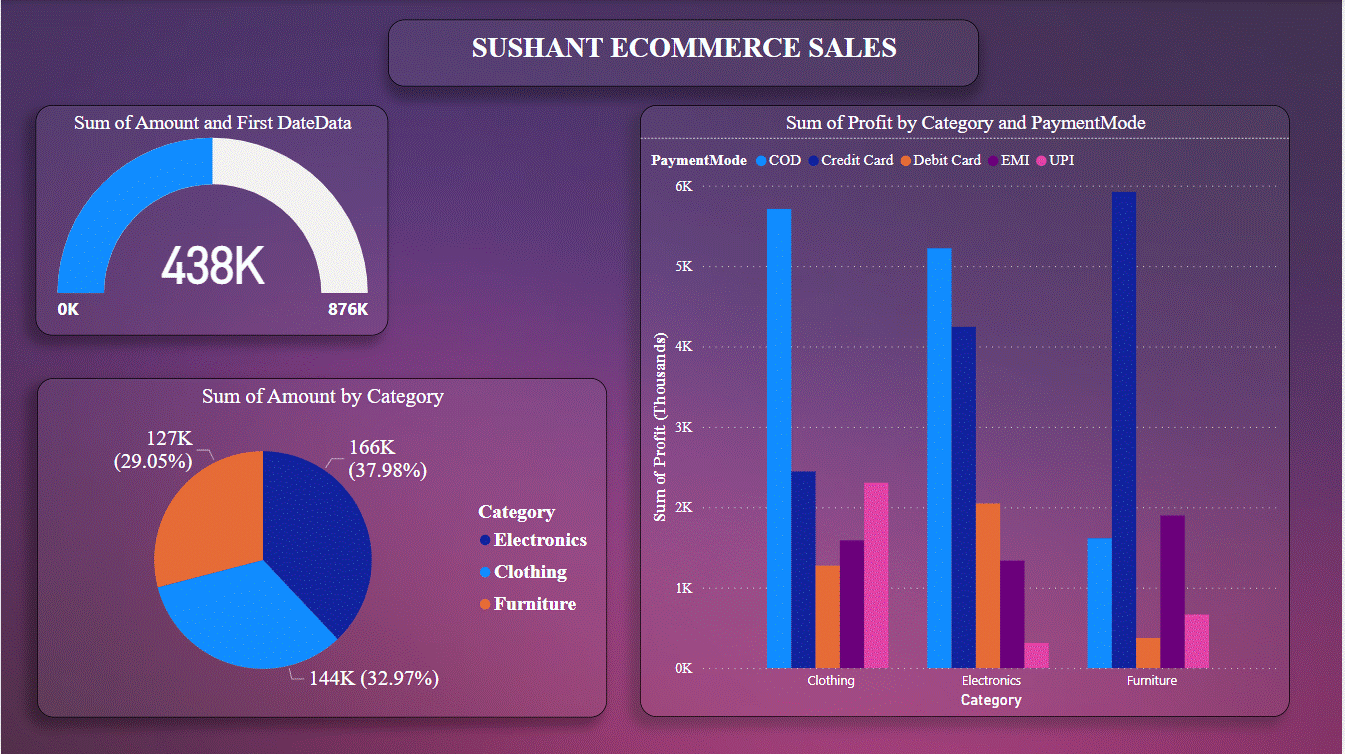 SUSHANT ECOMMERCE SALES
Sum of Amount and First DateData
438K
0K
876K
Sum of Amount by Category
127K
(29.05%)
166K
(37.98%)
144K (32.97%)
Category
Electronics
Clothing
Furniture
Sum of Profit by Category and PaymentMode
PaymentMode COD Credit Card Debit Card EMI UPI
Sum of Profit (Thousands)
6K
5K
4K
3K
2K
1K
0K
Clothing Electronics Furniture
Category